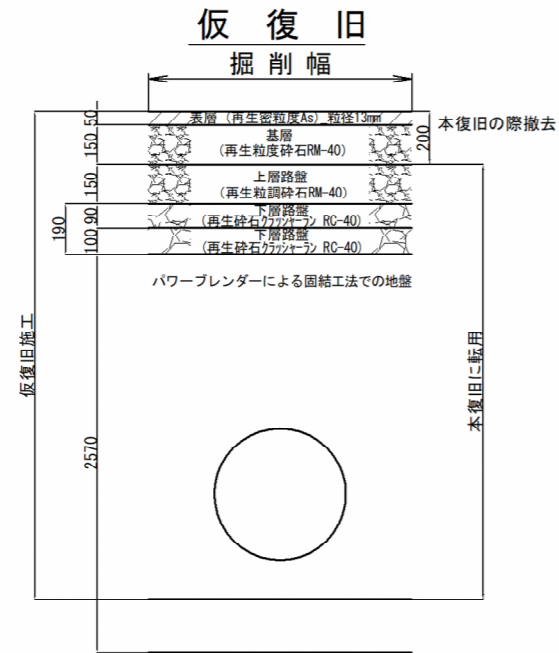 仮　復　旧
掘 削 幅
50
表層（再生密粒度As）_粒径13mm
200
本復旧の際撤去
150
基層
（再生粒度砕石RM-40）
150
上層路盤
（再生粒調砕石RM-40）
190
90
下層路盤
（再生砕石ｸﾗｯｼｬｰﾗﾝ RC-40）
100
下層路盤
（再生砕石ｸﾗｯｼｬｰﾗﾝ RC-40）
パワーブレンダーによる固結工法での地盤
仮復旧施工
2570
本復旧に転用